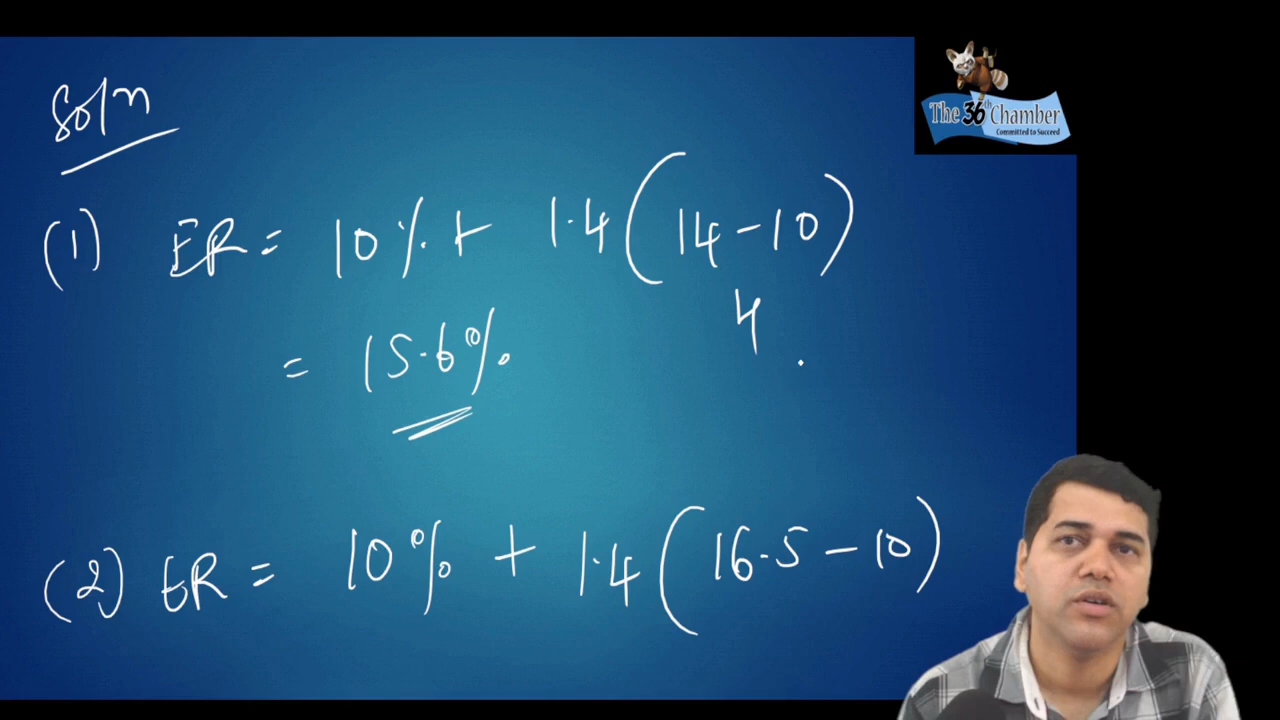 Soln
The 36th Chamber
Committed to Succeed
(1) ER = 10% + 1.4 (14 - 10)
4
= 15.6%
(2) ER = 10% + 1.4 (16.5 - 10)